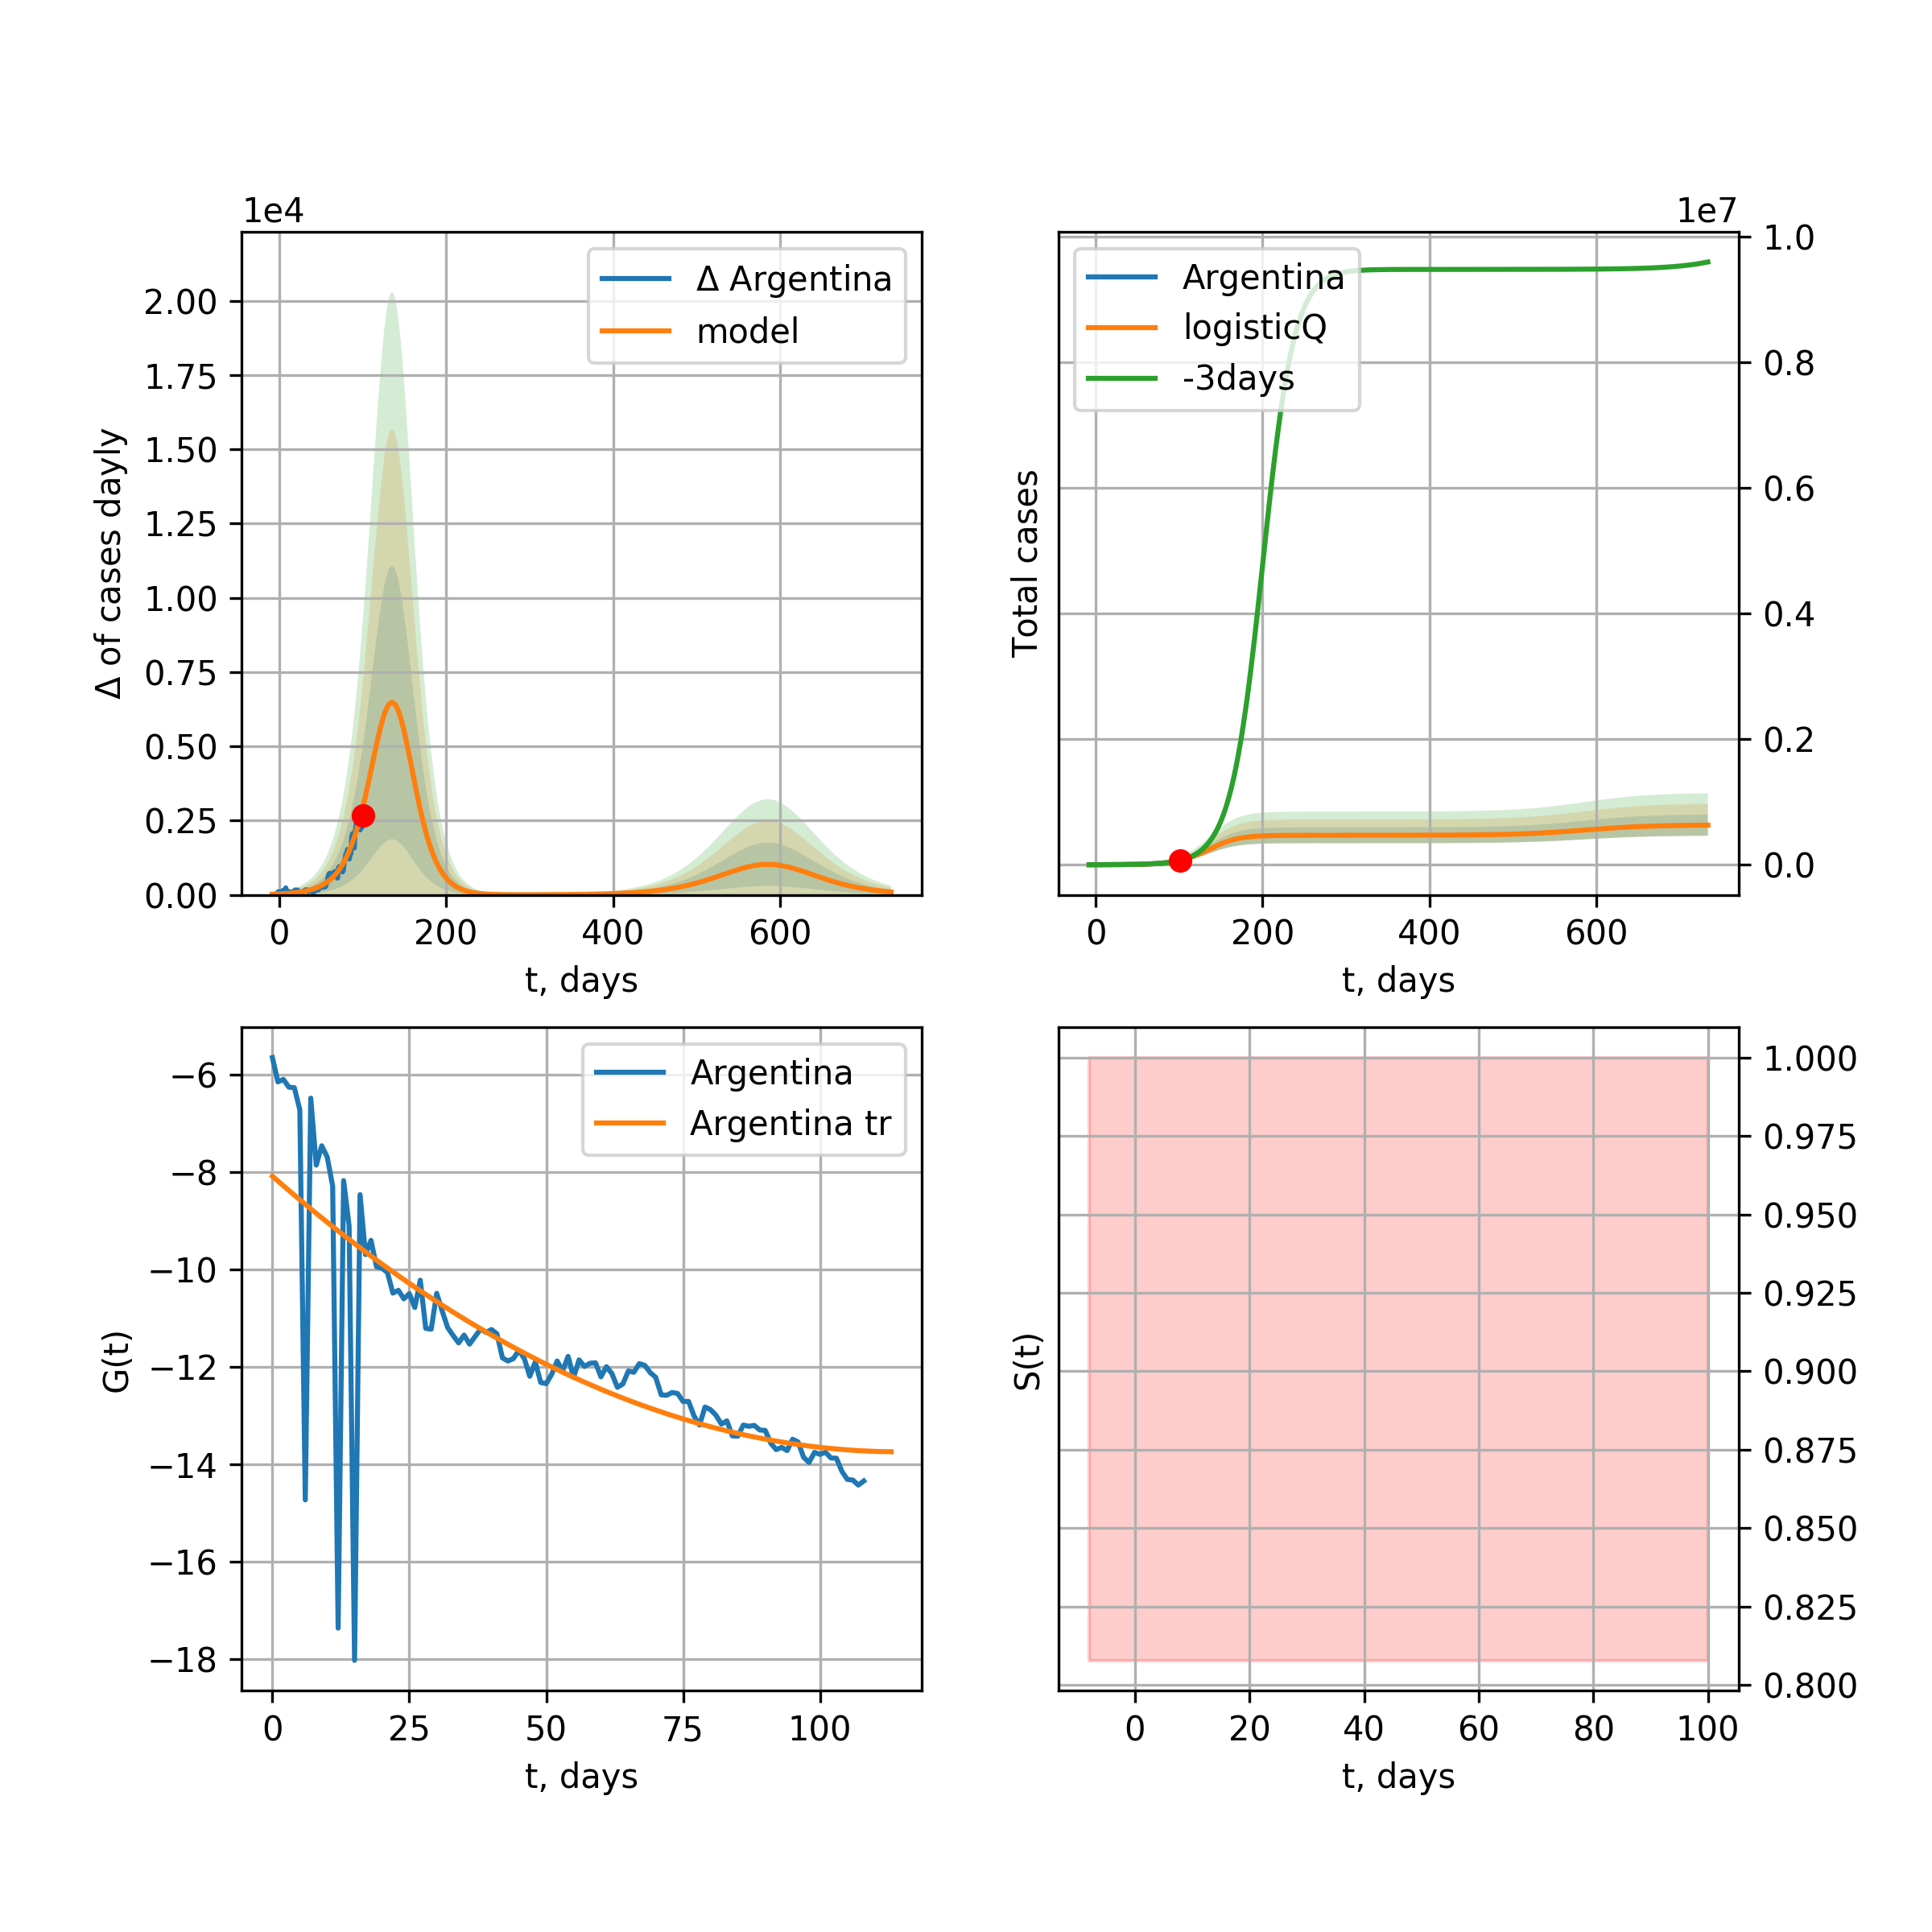 1e4
Δ of cases dayly
2.00
1.75
1.50
1.25
1.00
0.75
0.50
0.25
0.00
Δ Argentina
model
0 200 400 600
t, days
1e7
Total cases
Argentina
logisticQ
-3days
1.0
0.8
0.6
0.4
0.2
0.0
0 200 400 600
t, days
G(t)
−6
−8
−10
−12
−14
−16
−18
Argentina
Argentina tr
0 25 50 75 100
t, days
S(t)
1.000
0.975
0.950
0.925
0.900
0.875
0.850
0.825
0.800
0 20 40 60 80 100
t, days